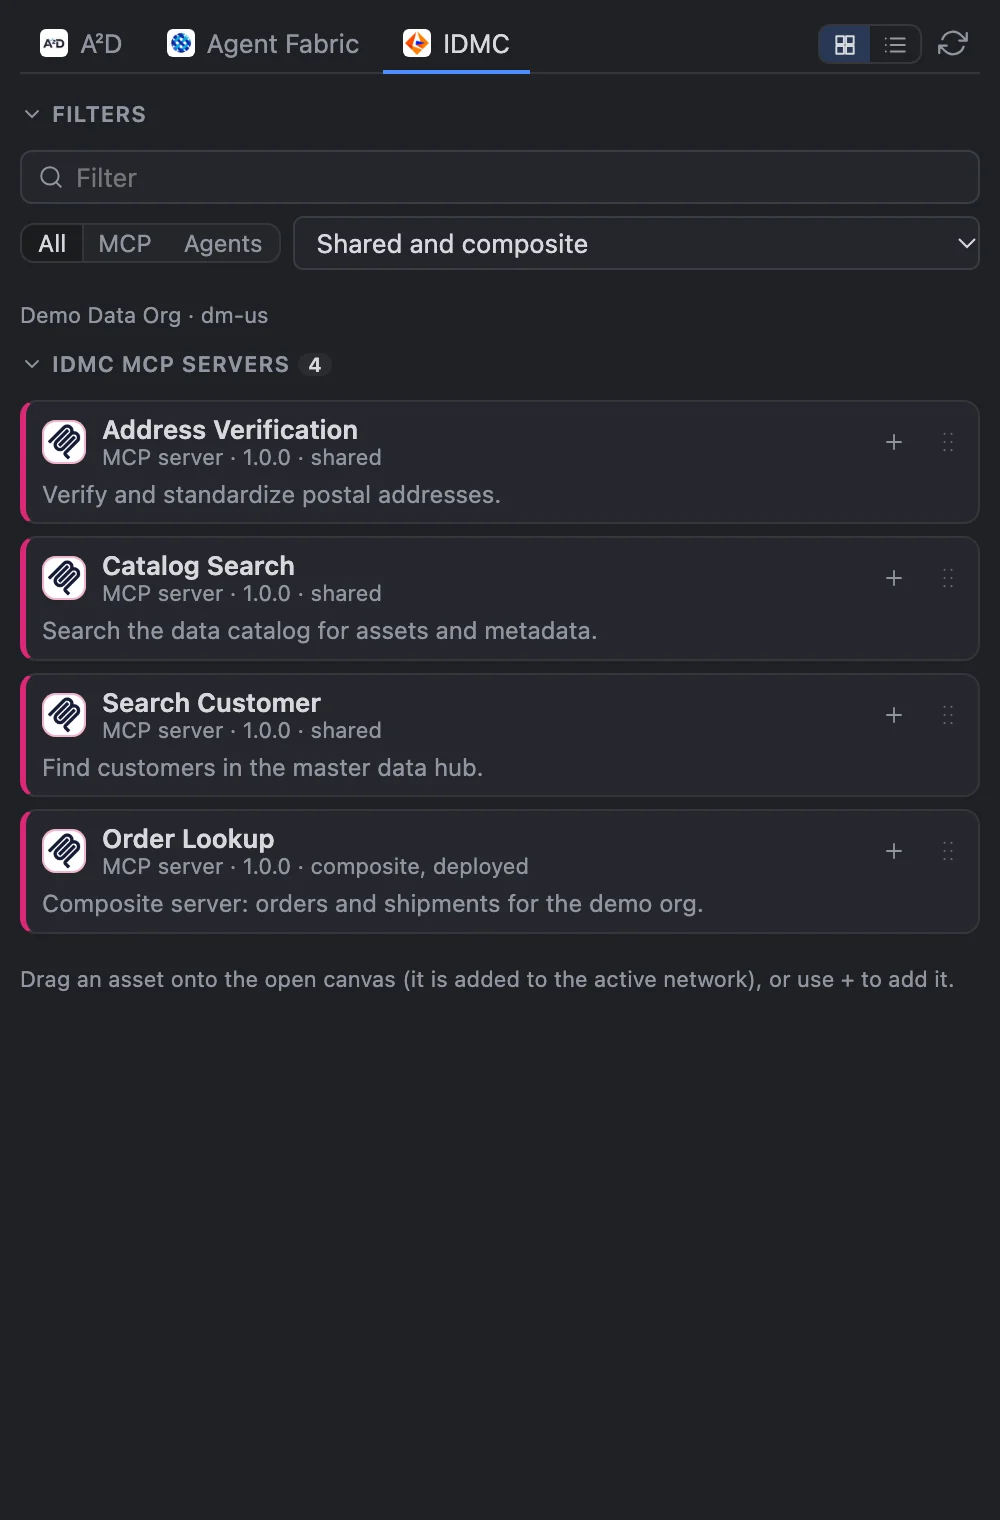 A²D A²D Agent Fabric IDMC
FILTERS
Filter
All MCP Agents Shared and composite
Demo Data Org · dm-us
IDMC MCP SERVERS 4
Address Verification
MCP server · 1.0.0 · shared
Verify and standardize postal addresses.
Catalog Search
MCP server · 1.0.0 · shared
Search the data catalog for assets and metadata.
Search Customer
MCP server · 1.0.0 · shared
Find customers in the master data hub.
Order Lookup
MCP server · 1.0.0 · composite, deployed
Composite server: orders and shipments for the demo org.
Drag an asset onto the open canvas (it is added to the active network), or use + to add it.